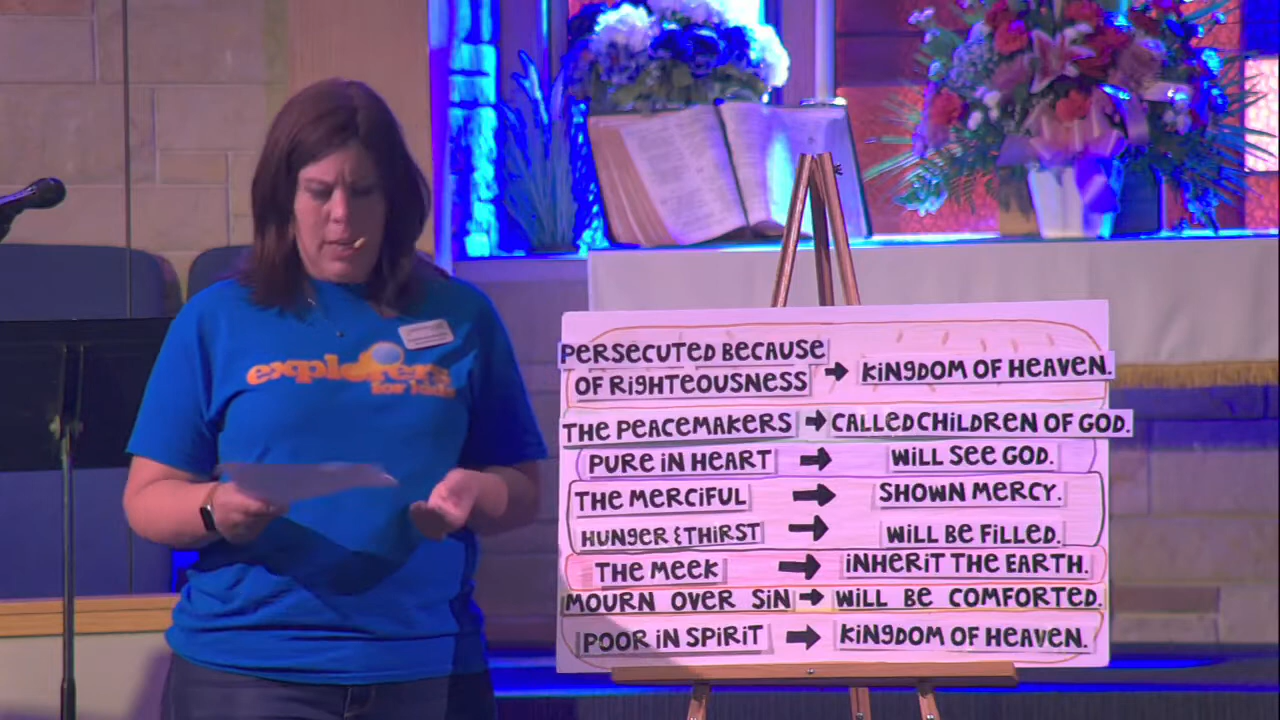 explorers
for kids
PERSECUTED BECAUSE
OF RiGHTEOUSNESS → KiNgDOM OF HEAVEN.
THE PEACEMAKERS → CALLED CHiLDREN OF GOD.
PURE iN HEART → WiLL SEE GOD.
THE MERCiFUL → SHOWN MERCY.
HUNgER & THiRST → WiLL BE FiLLED.
THE MEEK → iNHERiT THE EARTH.
MOURN OVER SiN → WiLL BE COMFORTED.
POOR iN SPiRiT → KiNgDOM OF HEAVEN.